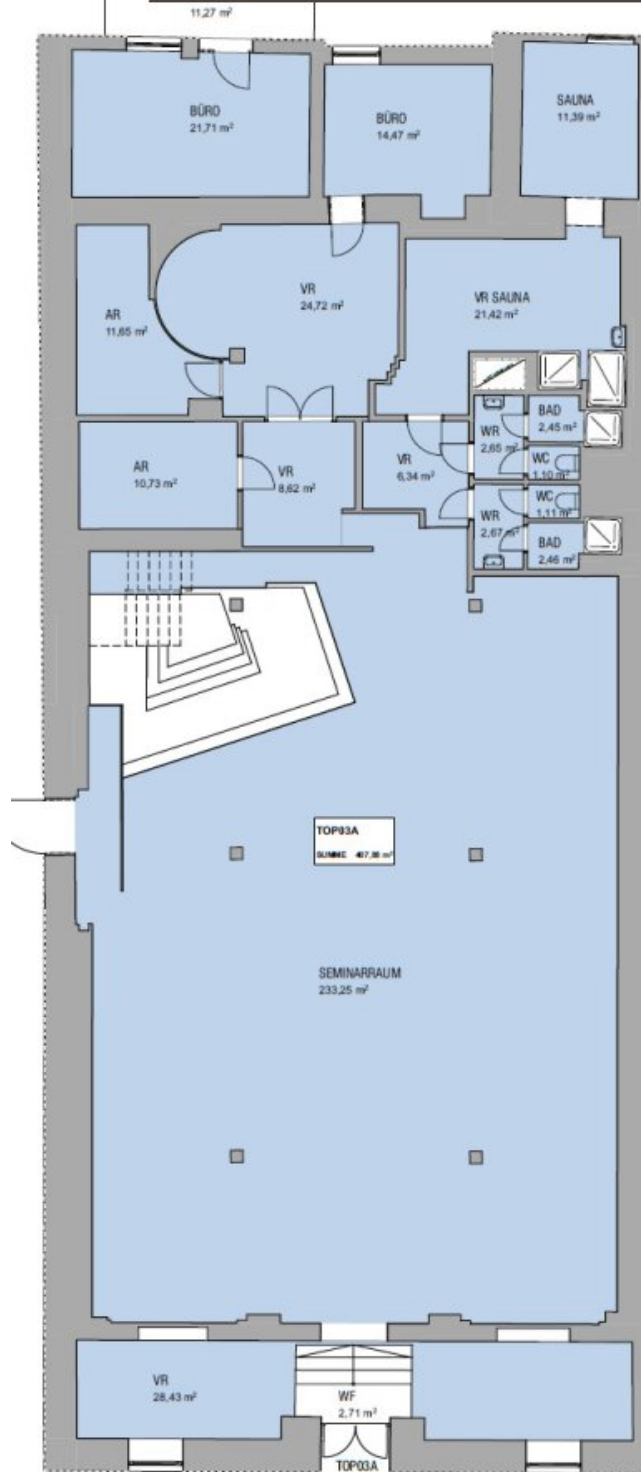 11,27 m²
BÜRO
21,71 m²
BÜRO
14,47 m²
SAUNA
11,39 m²
VR
24,72 m²
VR SAUNA
21,42 m²
AR
11,65 m²
BAD
2,45 m²
WR
2,65 m²
WC
1,10 m²
AR
10,73 m²
VR
8,62 m²
VR
6,34 m²
WC
1,11 m²
WR
2,67 m²
BAD
2,46 m²
TOP03A
SUMME 407,88 m²
SEMINARRAUM
233,25 m²
VR
28,43 m²
WF
2,71 m²
TOP03A